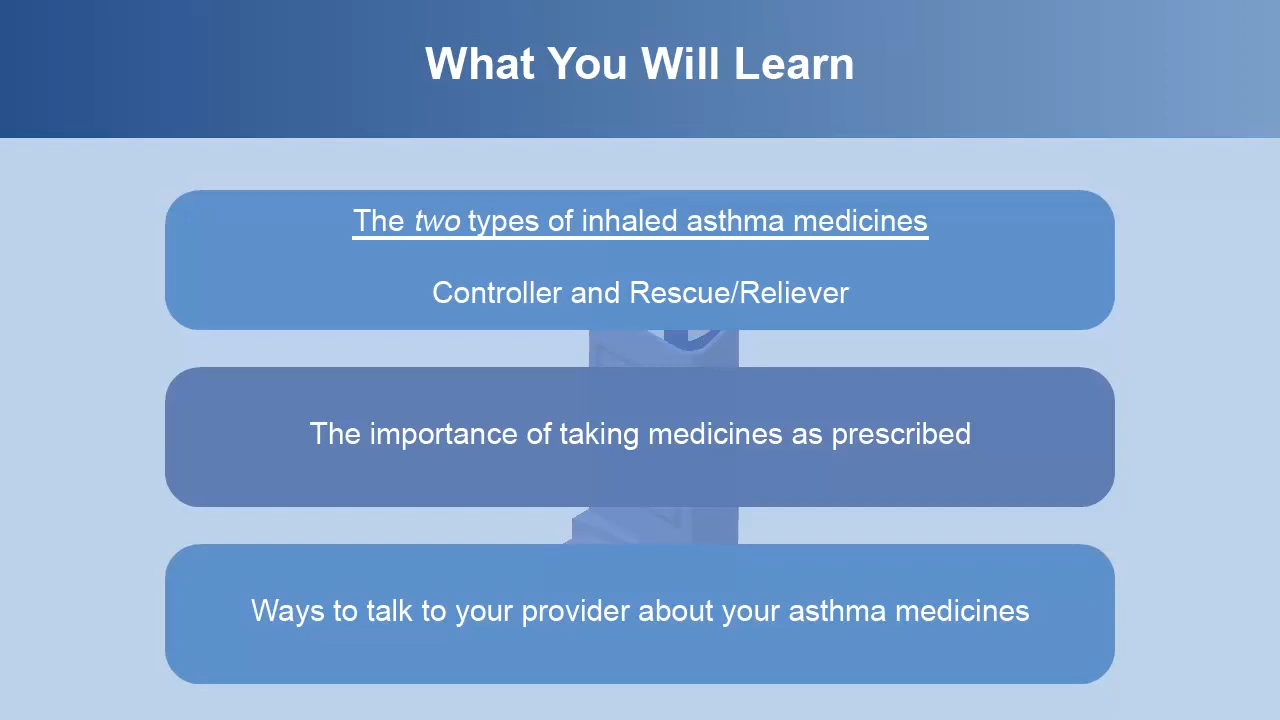 What You Will Learn
The two types of inhaled asthma medicines
Controller and Rescue/Reliever
The importance of taking medicines as prescribed
Ways to talk to your provider about your asthma medicines